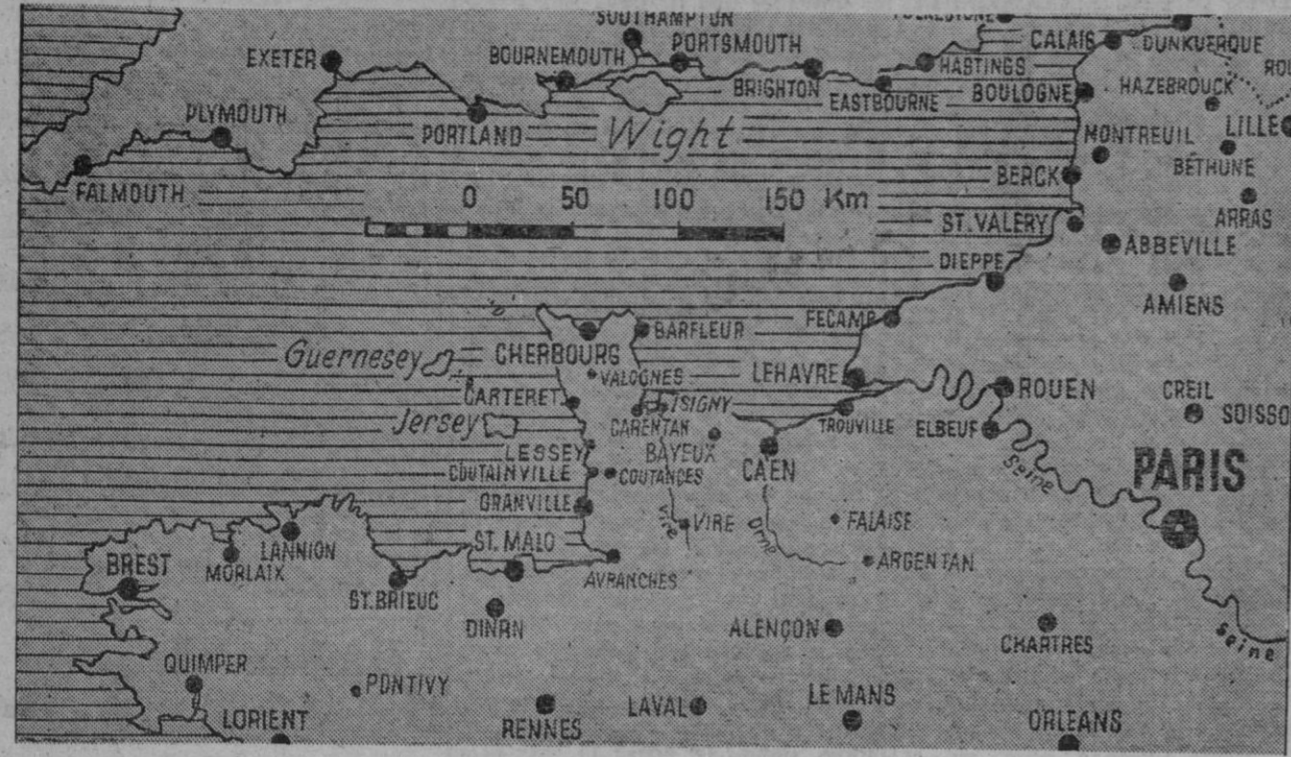 SOUTHAMPTON
EXETER
BOURNEMOUTH
PORTSMOUTH
CALAIS
DUNKUERQUE
BRIGHTON
HASTINGS
EASTBOURNE
BOULOGNE
HAZEBROUCK
PLYMOUTH
PORTLAND
Wight
MONTREUIL
LILLE
BÉTHUNE
FALMOUTH
BERCK
0 50 100 150 Km
ST. VALERY
ARRAS
ABBEVILLE
DIEPPE
AMIENS
FECAMP
BARFLEUR
CHERBOURG
Guernesey
VALOGNES
LEHAVRE
ROUEN
CREIL
SOISSO
CARTERET
ISIGNY
Jersey
CARENTAN
TROUVILLE
ELBEUF
LESSEY
BAYEUX
CAEN
Seine
PARIS
COUTAINVILLE
COUTANCES
GRANVILLE
Vire
VIRE
FALAISE
ST. MALO
LANNION
MORLAIX
BREST
AVRANCHES
ARGENTAN
ST. BRIEUC
DINAN
ALENÇON
CHARTRES
Seine
QUIMPER
PONTIVY
LORIENT
RENNES
LAVAL
LE MANS
ORLEANS